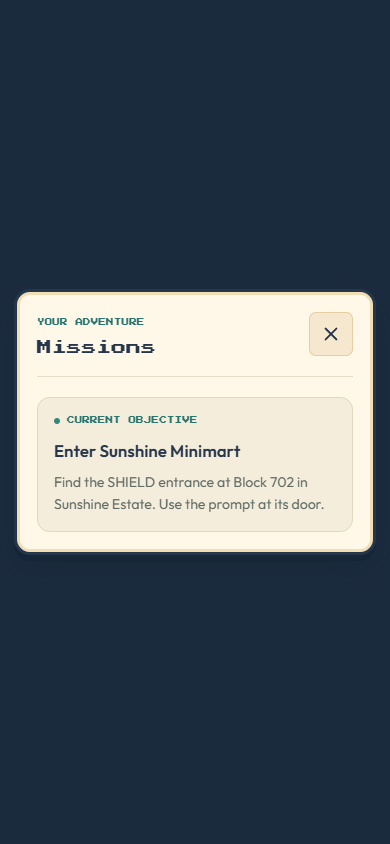 YOUR ADVENTURE
Missions
CURRENT OBJECTIVE
Enter Sunshine Minimart
Find the SHIELD entrance at Block 702 in
Sunshine Estate. Use the prompt at its door.